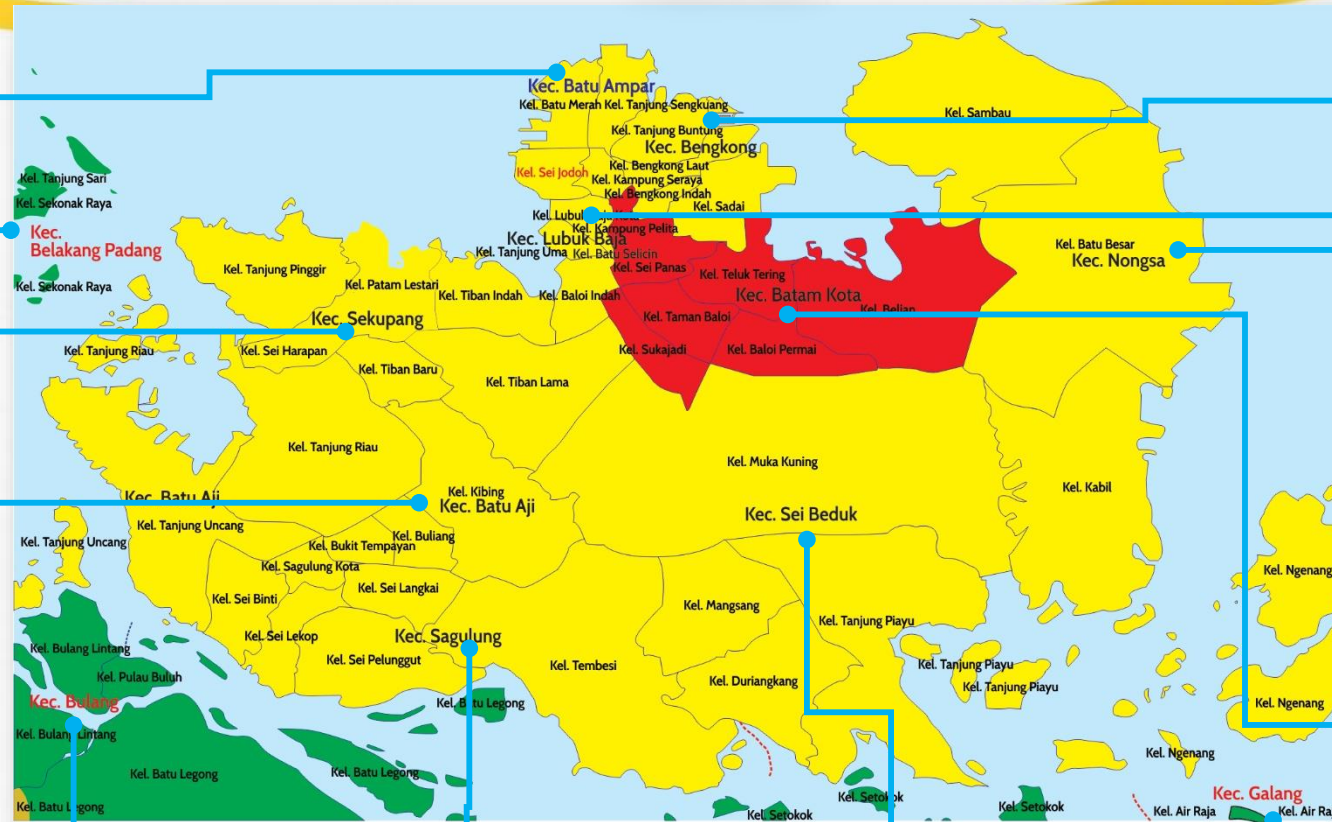 Kec. Batu Ampar
Kel. Batu Merah
Kel. Tanjung Sengkuang
Kel. Sambau
Kel. Tanjung Buntung
Kec. Bengkong
Kel. Sei Jodoh
Kel. Bengkong Laut
Kel. Tanjung Sari
Kel. Kampung Seraya
Kel. Bengkong Indah
Kel. Sekonak Raya
Kel. Sadai
Kel. Kampung Pelita
Kec.
Belakang Padang
Kec. Lubuk Baja
Kel. Tanjung Uma
Kel. Batu Selicin
Kel. Batu Besar
Kec. Nongsa
Kel. Tanjung Pinggir
Kel. Sei Panas
Kel. Teluk Tering
Kel. Sekonak Raya
Kel. Patam Lestari
Kel. Tiban Indah
Kel. Baloi Indah
Kec. Batam Kota
Kel. Belian
Kec. Sekupang
Kel. Taman Baloi
Kel. Tanjung Riau
Kel. Sei Harapan
Kel. Sukajadi
Kel. Baloi Permai
Kel. Tiban Baru
Kel. Tiban Lama
Kel. Tanjung Riau
Kel. Muka Kuning
Kel. Kabil
Kec. Batu Aji
Kel. Kibing
Kec. Batu Aji
Kec. Sei Beduk
Kel. Tanjung Uncang
Kel. Tanjung Uncang
Kel. Buliang
Kel. Bukit Tempayan
Kel. Sagulung Kota
Kel. Ngenang
Kel. Sei Langkai
Kel. Sei Binti
Kel. Mangsang
Kel. Tanjung Piayu
Kel. Sei Lekop
Kec. Sagulung
Kel. Bulang Lintang
Kel. Sei Pelunggut
Kel. Tembesi
Kel. Tanjung Piayu
Kel. Pulau Buluh
Kel. Duriangkang
Kel. Tanjung Piayu
Kec. Bulang
Kel. Batu Legong
Kel. Ngenang
Kel. Bulang Lintang
Kel. Ngenang
Kel. Batu Legong
Kel. Batu Legong
Kec. Galang
Kel. Setokok
Kel. Batu Legong
Kel. Setokok
Kel. Setokok
Kel. Air Raja
Kel. Air Ra